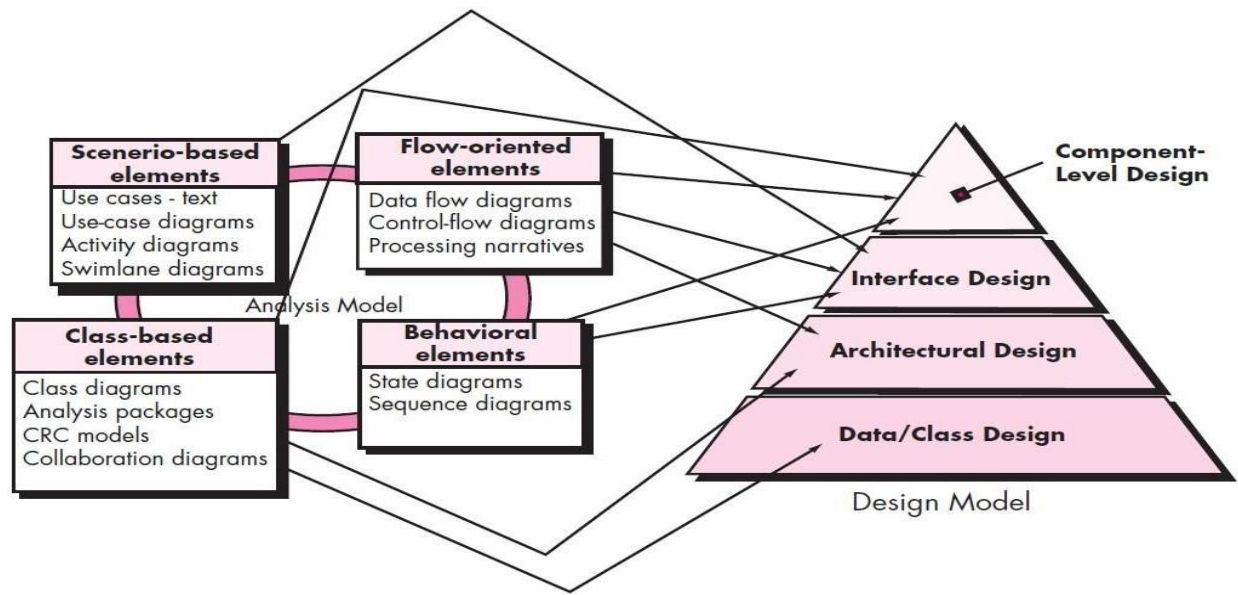 Scenerio-based
elements
Use cases - text
Use-case diagrams
Activity diagrams
Swimlane diagrams
Flow-oriented
elements
Data flow diagrams
Control-flow diagrams
Processing narratives
Analysis Model
Class-based
elements
Class diagrams
Analysis packages
CRC models
Collaboration diagrams
Behavioral
elements
State diagrams
Sequence diagrams
Component-
Level Design
Interface Design
Architectural Design
Data/Class Design
Design Model